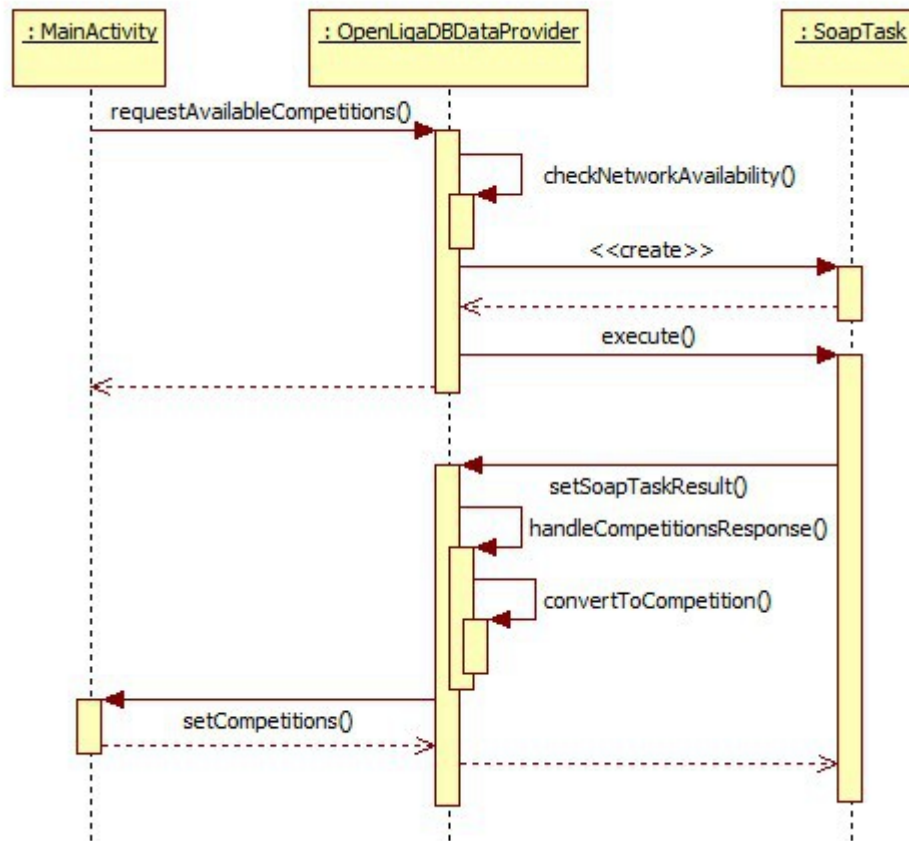 : MainActivity
: OpenLigaDBDataProvider
: SoapTask
requestAvailableCompetitions()
checkNetworkAvailability()
<<create>>
execute()
setSoapTaskResult()
handleCompetitionsResponse()
convertToCompetition()
setCompetitions()